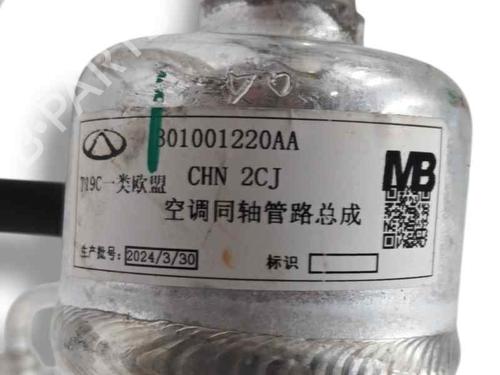 301001220AA
CHN 2CJ
T19C一类欧盟
空调同轴管路总成
生产批号: 2024/3/30
标识
MB